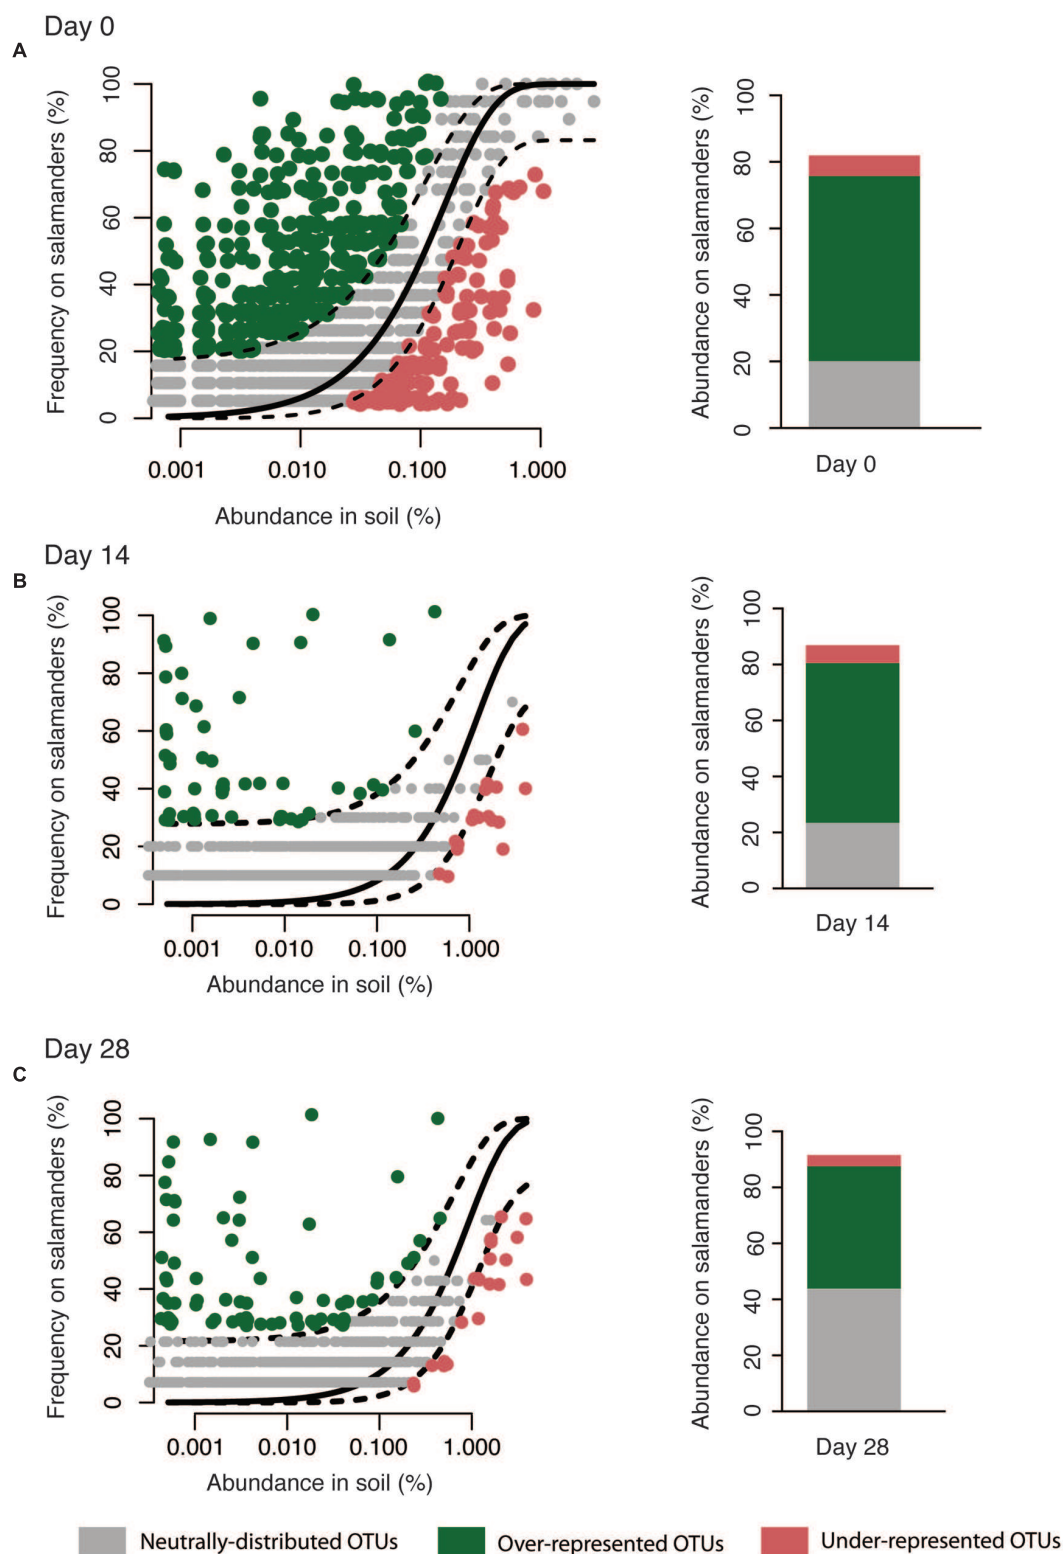 Day 0
A
Frequency on salamanders (%)
0 20 40 60 80 100
0.001 0.010 0.100 1.000
Abundance in soil (%)
Abundance on salamanders (%)
0 20 40 60 80 100
Day 0
Day 14
B
Frequency on salamanders (%)
0 20 40 60 80 100
0.001 0.010 0.100 1.000
Abundance in soil (%)
Abundance on salamanders (%)
0 20 40 60 80 100
Day 14
Day 28
C
Frequency on salamanders (%)
0 20 40 60 80 100
0.001 0.010 0.100 1.000
Abundance in soil (%)
Abundance on salamanders (%)
0 20 40 60 80 100
Day 28
Neutrally-distributed OTUs Over-represented OTUs Under-represented OTUs